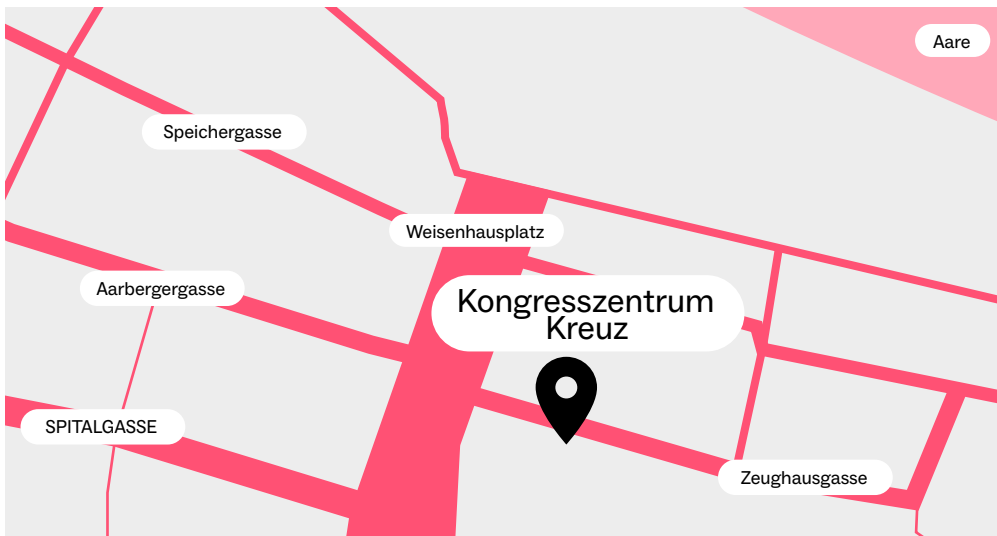 Aare
Speichergasse
Weisenhausplatz
Aarbergergasse
Kongresszentrum
Kreuz
SPITALGASSE
Zeughausgasse